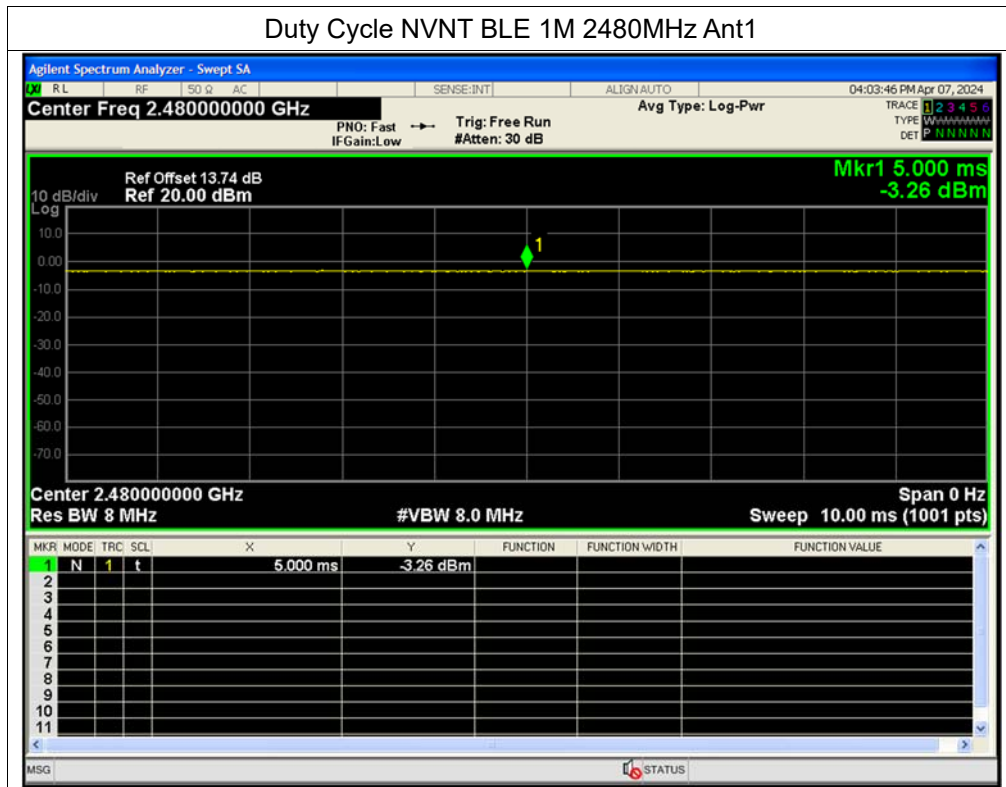 Duty Cycle NVNT BLE 1M 2480MHz Ant1
Agilent Spectrum Analyzer - Swept SA
LXI RL RF 50 Ω AC SENSE:INT ALIGN AUTO 04:03:46 PM Apr 07, 2024
Center Freq 2.480000000 GHz Avg Type: Log-Pwr TRACE 1 2 3 4 5 6
PNO: Fast Trig: Free Run TYPE WWWWWW
IFGain:Low #Atten: 30 dB DET P N N N N N
Mkr1 5.000 ms
Ref Offset 13.74 dB
10 dB/div Ref 20.00 dBm -3.26 dBm
Log
10.0
1
0.00
-10.0
-20.0
-30.0
-40.0
-50.0
-60.0
-70.0
Center 2.480000000 GHz Span 0 Hz
Res BW 8 MHz #VBW 8.0 MHz Sweep 10.00 ms (1001 pts)
MKR MODE TRC SCL X Y FUNCTION FUNCTION WIDTH FUNCTION VALUE
1 N 1 t 5.000 ms -3.26 dBm
2
3
4
5
6
7
8
9
10
11
MSG STATUS